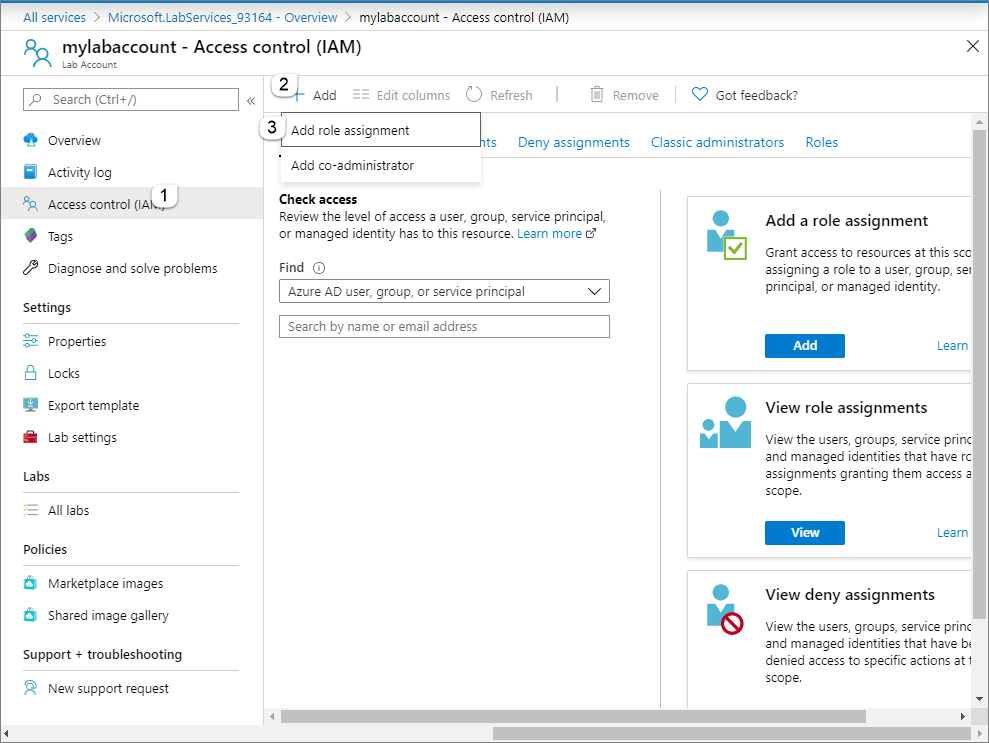 All services > Microsoft.LabServices_93164 - Overview > mylabaccount - Access control (IAM)
mylabaccount - Access control (IAM)
Lab Account
Search (Ctrl+/)
«
Overview
Activity log
1
Access control (IAM)
Tags
Diagnose and solve problems
Settings
Properties
Locks
Export template
Lab settings
Labs
All labs
Policies
Marketplace images
Shared image gallery
Support + troubleshooting
New support request
2
+ Add
Edit columns
Refresh
Remove
Got feedback?
3
Add role assignment
Add co-administrator
Deny assignments
Classic administrators
Roles
Check access
Review the level of access a user, group, service principal,
or managed identity has to this resource. Learn more
Find
Azure AD user, group, or service principal
Search by name or email address
Add a role assignment
Grant access to resources at this sco
assigning a role to a user, group, ser
principal, or managed identity.
Add
Learn
View role assignments
View the users, groups, service princ
and managed identities that have ro
assignments granting them access a
scope.
View
Learn
View deny assignments
View the users, groups, service princ
and managed identities that have be
denied access to specific actions at t
scope.